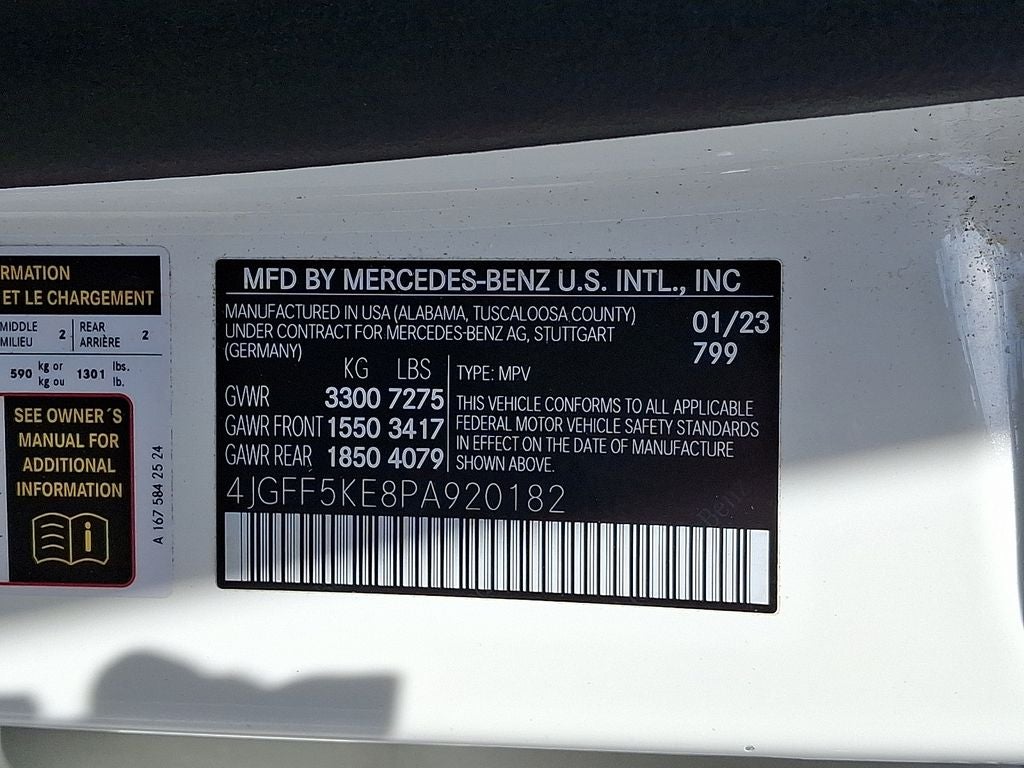 RMATION
ET LE CHARGEMENT
MIDDLE 2 REAR 2
MILIEU ARRIÈRE
590 kg or 1301 lbs.
kg ou lb.
SEE OWNER´S
MANUAL FOR
ADDITIONAL
INFORMATION
i
A 167 584 25 24
MFD BY MERCEDES-BENZ U.S. INTL., INC
MANUFACTURED IN USA (ALABAMA, TUSCALOOSA COUNTY)
UNDER CONTRACT FOR MERCEDES-BENZ AG, STUTTGART
(GERMANY)
01/23
799
KG LBS
GVWR 3300 7275
GAWR FRONT 1550 3417
GAWR REAR 1850 4079
TYPE: MPV
THIS VEHICLE CONFORMS TO ALL APPLICABLE
FEDERAL MOTOR VEHICLE SAFETY STANDARDS
IN EFFECT ON THE DATE OF MANUFACTURE
SHOWN ABOVE.
4JGFF5KE8PA920182